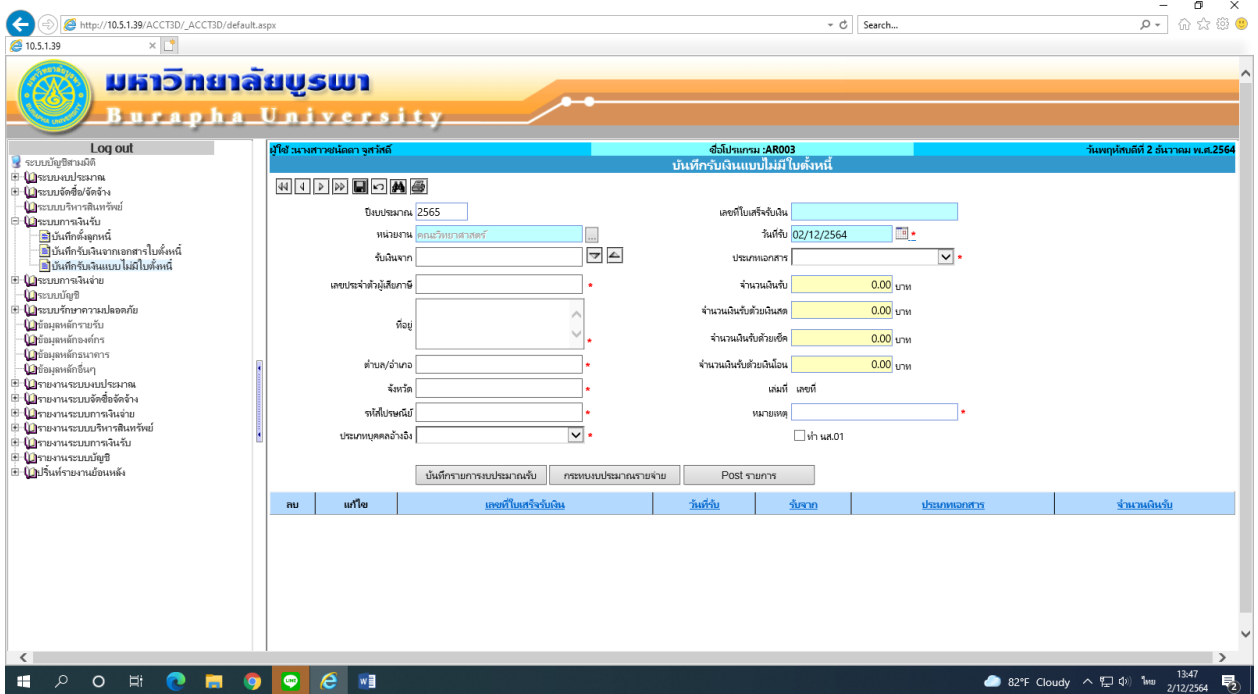 http://10.5.1.39/ACCT3D/_ACCT3D/default.aspx
Search...
10.5.1.39
มหาวิทยาลัยบูรพา
Burapha University
Log out
ระบบบัญชีสามมิติ
ระบบงบประมาณ
ระบบจัดซื้อ/จัดจ้าง
ระบบบริหารสินทรัพย์
ระบบการเงินรับ
บันทึกตั้งลูกหนี้
บันทึกรับเงินจากเอกสารใบตั้งหนี้
บันทึกรับเงินแบบไม่มีใบตั้งหนี้
ระบบการเงินจ่าย
ระบบบัญชี
ระบบรักษาความปลอดภัย
ข้อมูลหลักรายรับ
ข้อมูลหลักองค์กร
ข้อมูลหลักธนาคาร
ข้อมูลหลักอื่นๆ
รายงานระบบงบประมาณ
รายงานระบบจัดซื้อจัดจ้าง
รายงานระบบการเงินจ่าย
รายงานระบบบริหารสินทรัพย์
รายงานระบบการเงินรับ
รายงานระบบบัญชี
ปริ้นท์รายงานย้อนหลัง
ผู้ใช้ :นางสาวชนัดดา จูสวัสดิ์ ชื่อโปรแกรม :AR003 วันพฤหัสบดีที่ 2 ธันวาคม พ.ศ.2564
บันทึกรับเงินแบบไม่มีใบตั้งหนี้
ปีงบประมาณ 2565 เลขที่ใบเสร็จรับเงิน
หน่วยงาน คณะวิทยาศาสตร์ ... วันที่รับ 02/12/2564 *
รับเงินจาก ประเภทเอกสาร *
เลขประจำตัวผู้เสียภาษี * จำนวนเงินรับ 0.00 บาท
ที่อยู่ * จำนวนเงินรับด้วยเงินสด 0.00 บาท
จำนวนเงินรับด้วยเช็ค 0.00 บาท
ตำบล/อำเภอ * จำนวนเงินรับด้วยเงินโอน 0.00 บาท
จังหวัด * เล่มที่ เลขที่
รหัสไปรษณีย์ * หมายเหตุ *
ประเภทบุคคลอ้างอิง * ทำ นส.01
บันทึกรายการงบประมาณรับ กระทบงบประมาณรายจ่าย Post รายการ
ลบ แก้ไข เลขที่ใบเสร็จรับเงิน วันที่รับ รับจาก ประเภทเอกสาร จำนวนเงินรับ
82°F Cloudy ไทย 13:47
2/12/2564 2